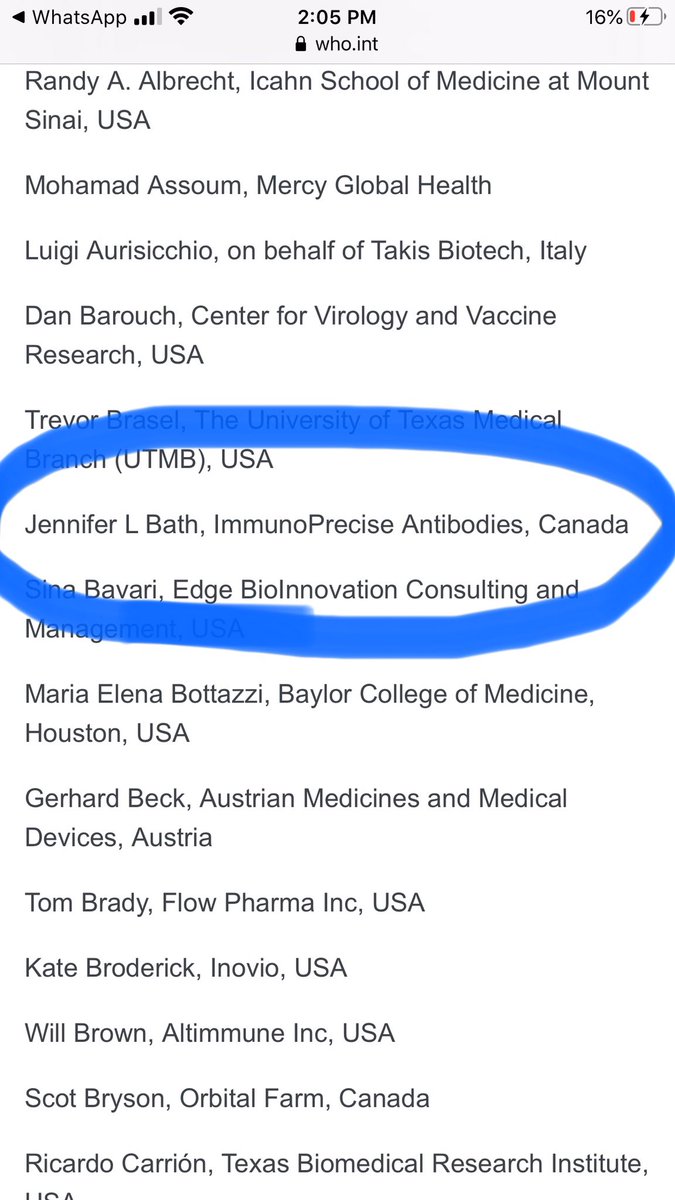 WhatsApp
2:05 PM
16%
who.int
Randy A. Albrecht, Icahn School of Medicine at Mount
Sinai, USA
Mohamad Assoum, Mercy Global Health
Luigi Aurisicchio, on behalf of Takis Biotech, Italy
Dan Barouch, Center for Virology and Vaccine
Research, USA
Trevor Brasel, The University of Texas Medical
Branch (UTMB), USA
Jennifer L Bath, ImmunoPrecise Antibodies, Canada
Sina Bavari, Edge BioInnovation Consulting and
Management, USA
Maria Elena Bottazzi, Baylor College of Medicine,
Houston, USA
Gerhard Beck, Austrian Medicines and Medical
Devices, Austria
Tom Brady, Flow Pharma Inc, USA
Kate Broderick, Inovio, USA
Will Brown, Altimmune Inc, USA
Scot Bryson, Orbital Farm, Canada
Ricardo Carrión, Texas Biomedical Research Institute,
USA